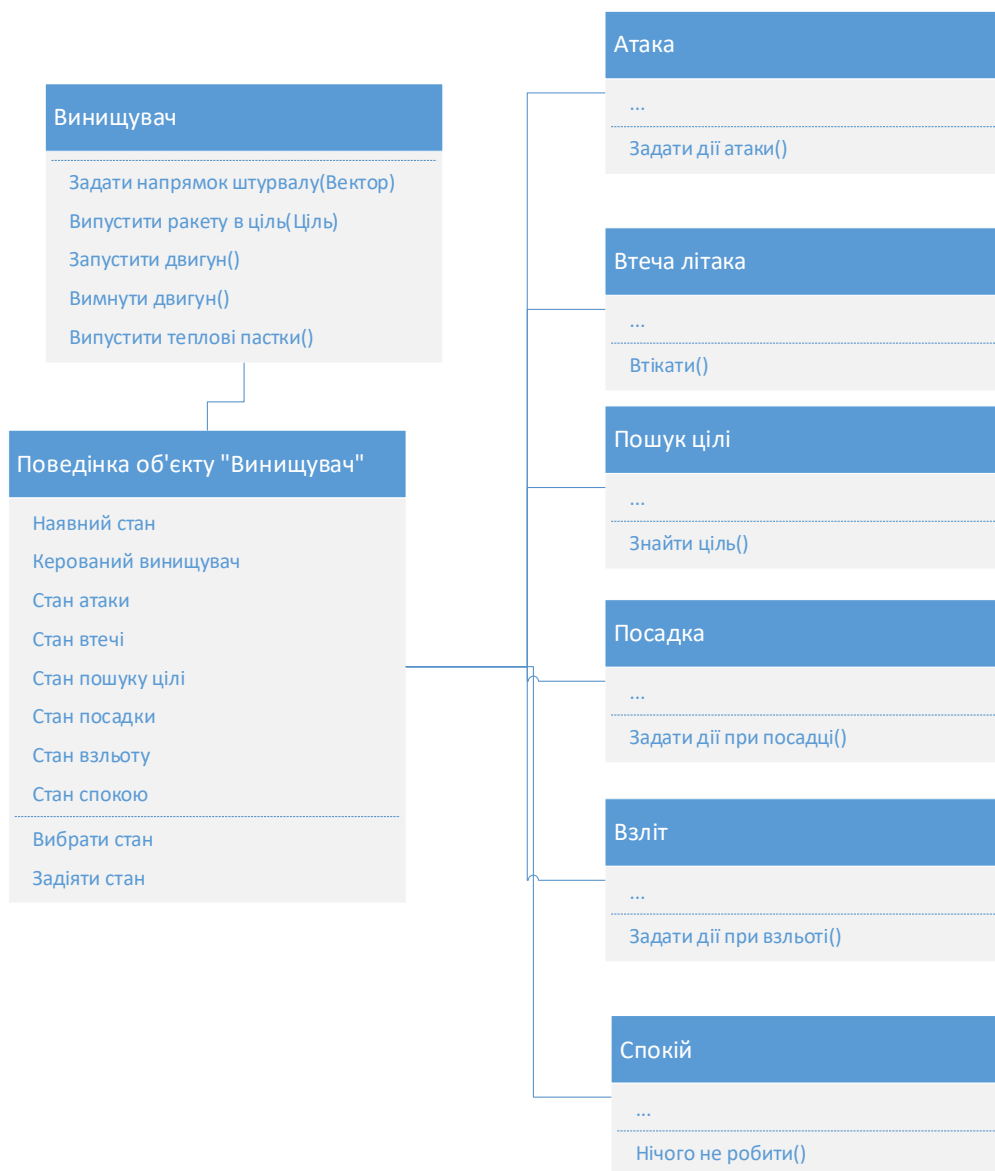 Винищувач
Задати напрямок штурвалу(Вектор)
Випустити ракету в ціль(Ціль)
Запустити двигун()
Вимнути двигун()
Випустити теплові пастки()
Поведінка об'єкту "Винищувач"
Наявний стан
Керований винищувач
Стан атаки
Стан втечі
Стан пошуку цілі
Стан посадки
Стан взльоту
Стан спокою
Вибрати стан
Задіяти стан
Атака
...
Задати дії атаки()
Втеча літака
...
Втікати()
Пошук цілі
...
Знайти ціль()
Посадка
...
Задати дії при посадці()
Взліт
...
Задати дії при взльоті()
Спокій
...
Нічого не робити()